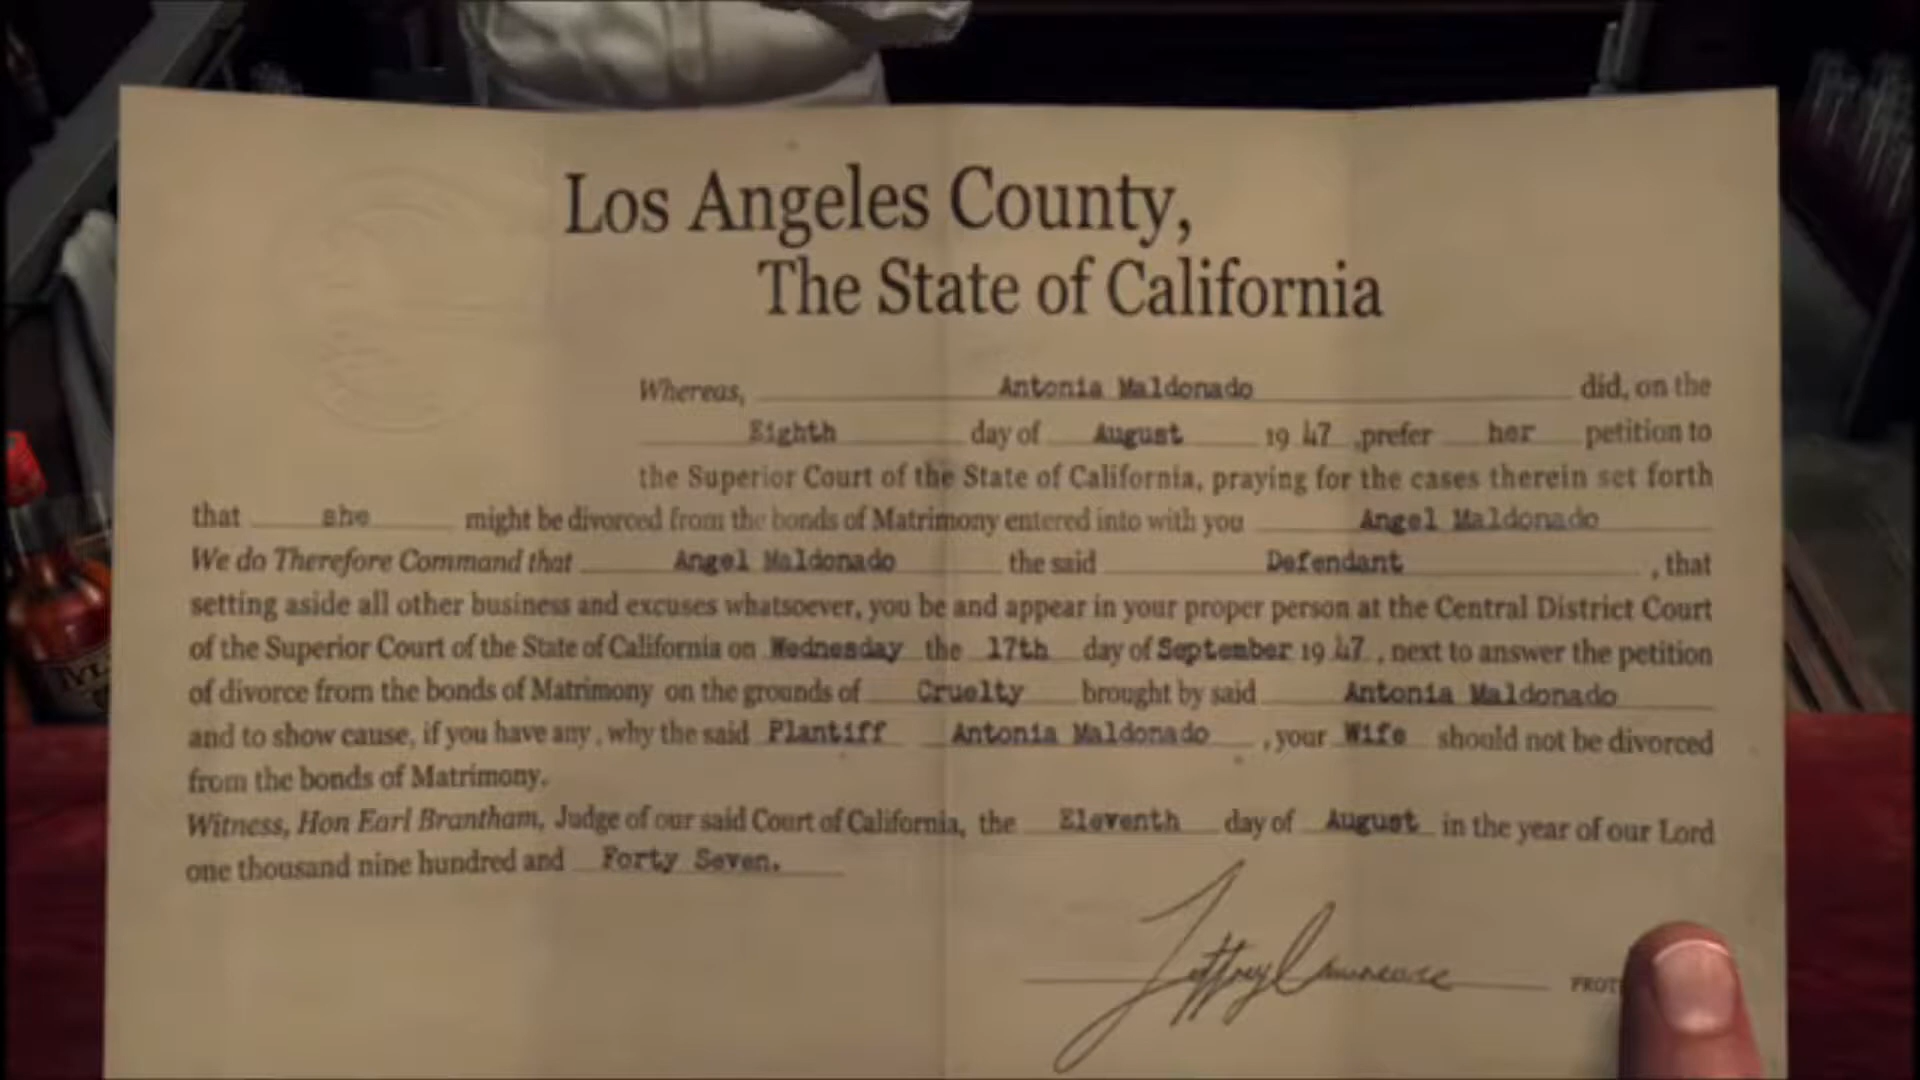 Los Angeles County,
The State of California
Whereas, Antonia Maldonado did, on the
Eighth day of August 19 47 ,prefer her petition to
the Superior Court of the State of California, praying for the cases therein set forth
that she might be divorced from the bonds of Matrimony entered into with you Angel Maldonado
We do Therefore Command that Angel Maldonado the said Defendant , that
setting aside all other business and excuses whatsoever, you be and appear in your proper person at the Central District Court
of the Superior Court of the State of California on Wednesday the 17th day of September 19 47 , next to answer the petition
of divorce from the bonds of Matrimony on the grounds of Cruelty brought by said Antonia Maldonado
and to show cause, if you have any , why the said Plantiff Antonia Maldonado , your Wife should not be divorced
from the bonds of Matrimony.
Witness, Hon Earl Brantham, Judge of our said Court of California, the Eleventh day of August in the year of our Lord
one thousand nine hundred and Forty Seven.
Jeffrey Lawrence